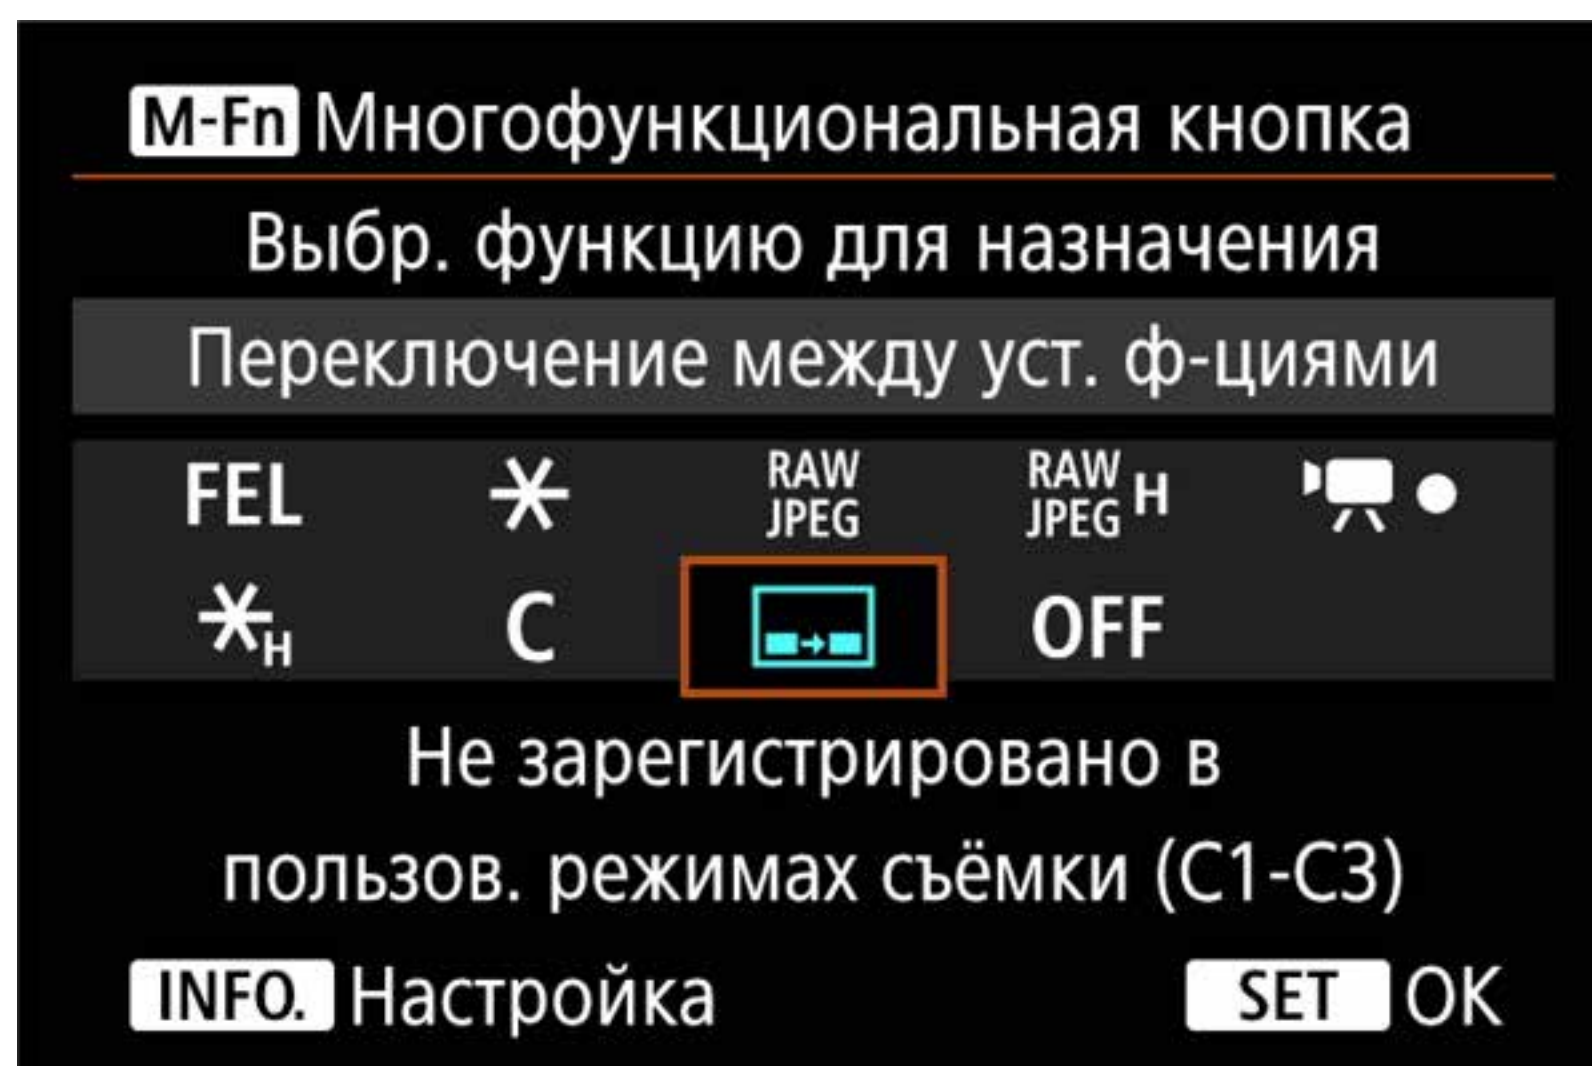 M-Fn Многофункциональная кнопка
Выбр. функцию для назначения
Переключение между уст. ф-циями
FEL * RAW JPEG RAW JPEG H
*H C OFF
Не зарегистрировано в
пользов. режимах съёмки (C1-C3)
INFO. Настройка SET OK